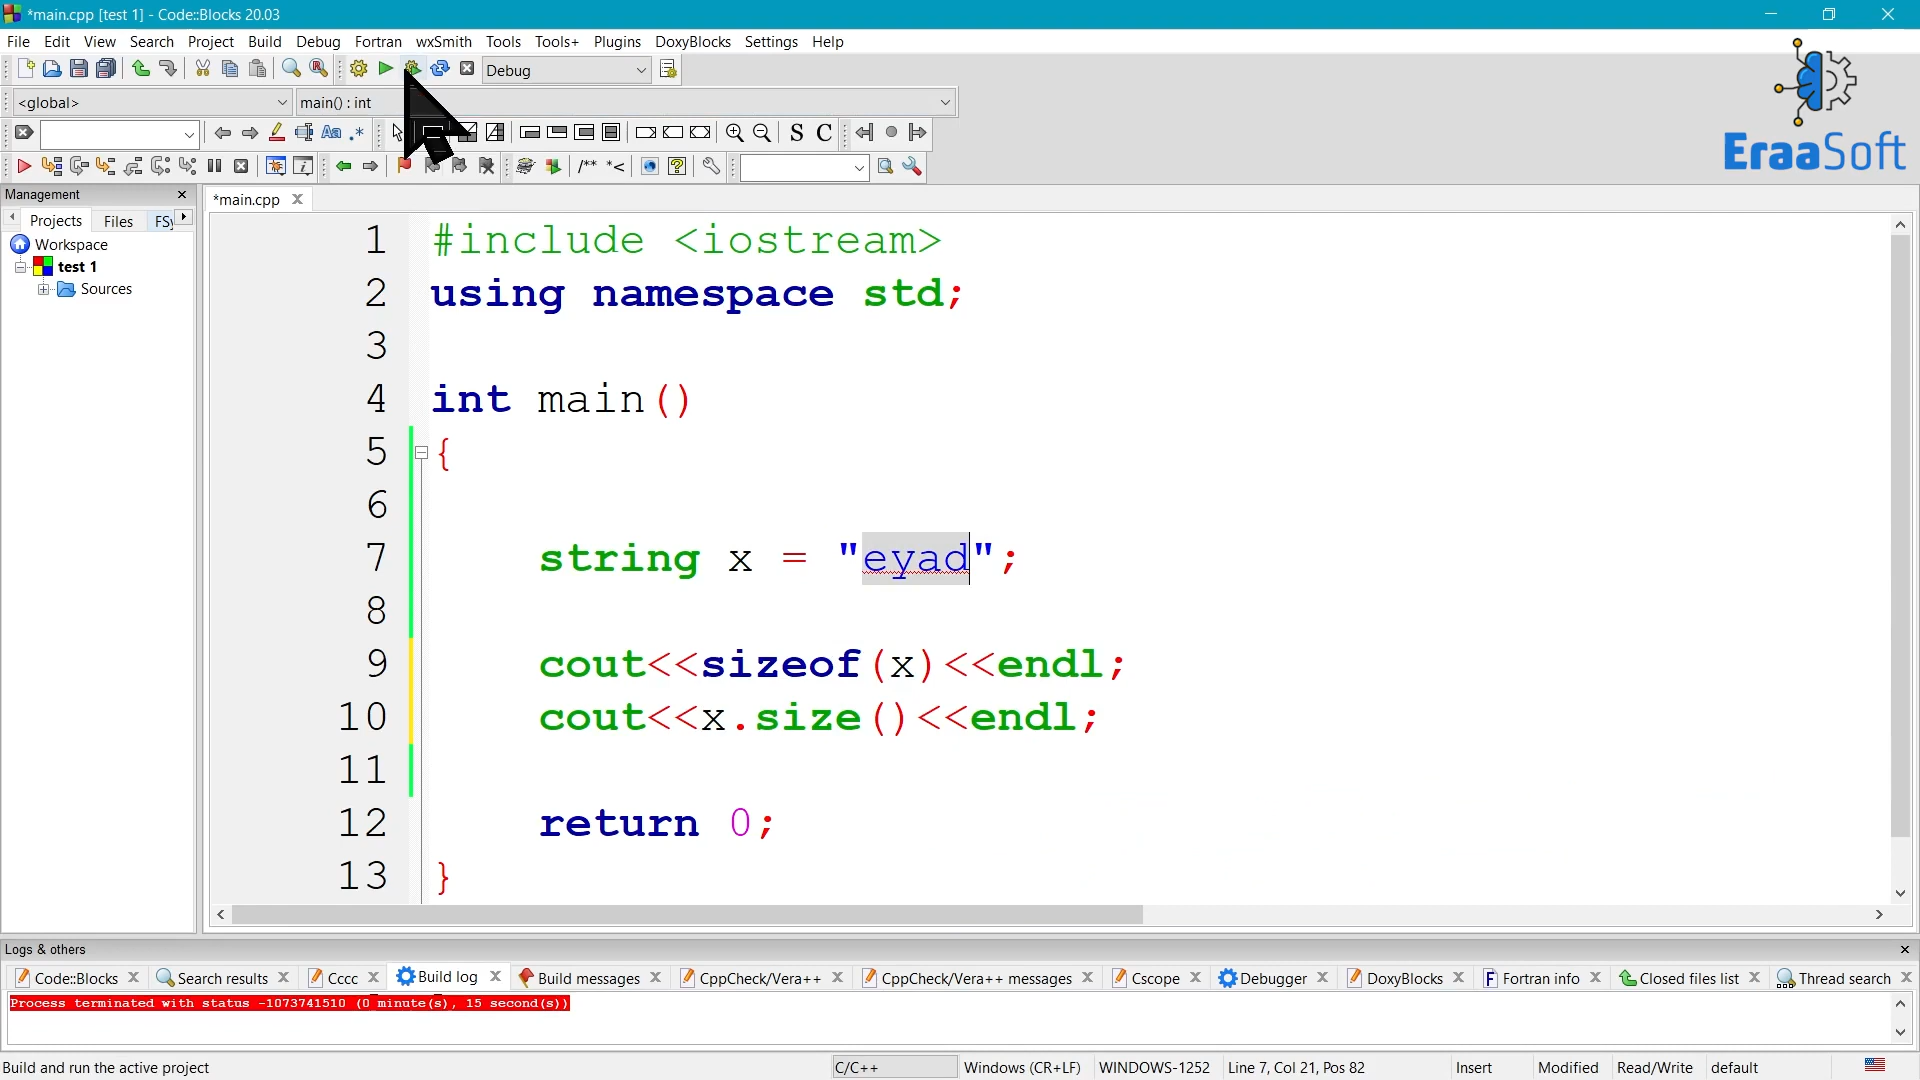 *main.cpp [test 1] - Code::Blocks 20.03
File Edit View Search Project Build Debug Fortran wxSmith Tools Tools+ Plugins DoxyBlocks Settings Help
Debug
<global> main() : int
Aa .* S C
/** *<
EraaSoft
Management
*main.cpp
Projects Files FSy
Workspace
test 1
Sources
1 #include <iostream>
2 using namespace std;
3
4 int main()
5 {
6
7 string x = "eyad";
8
9 cout<<sizeof(x)<<endl;
10 cout<<x.size()<<endl;
11
12 return 0;
13 }
Logs & others
Code::Blocks Search results Cccc Build log Build messages CppCheck/Vera++ CppCheck/Vera++ messages Cscope Debugger DoxyBlocks Fortran info Closed files list Thread search
Process terminated with status -1073741510 (0 minute(s), 15 second(s))
Build and run the active project C/C++ Windows (CR+LF) WINDOWS-1252 Line 7, Col 21, Pos 82 Insert Modified Read/Write default